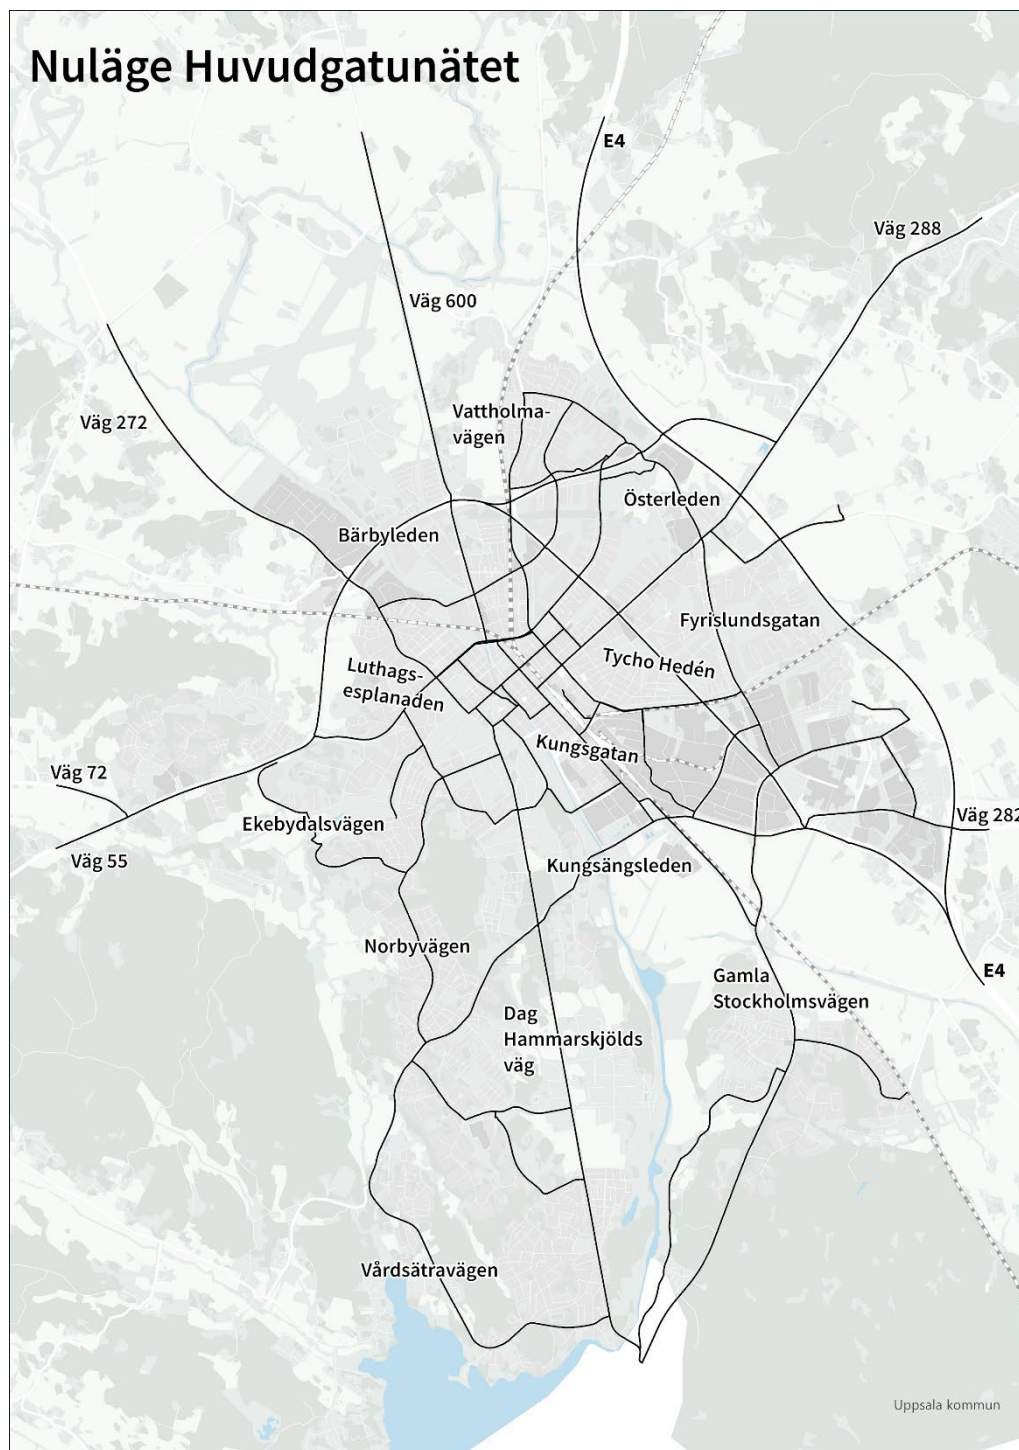 Nuläge Huvudgatunätet
E4
Väg 288
Väg 600
Vattholma-
vägen
Väg 272
Österleden
Bärbyleden
Fyrislundsgatan
Tycho Hedén
Luthags-
esplanaden
Kungsgatan
Väg 72
Väg 282
Ekebydalsvägen
Väg 55
Kungsängsleden
Norbyvägen
E4
Gamla
Stockholmsvägen
Dag
Hammarskjölds
väg
Vårdsätravägen
Uppsala kommun